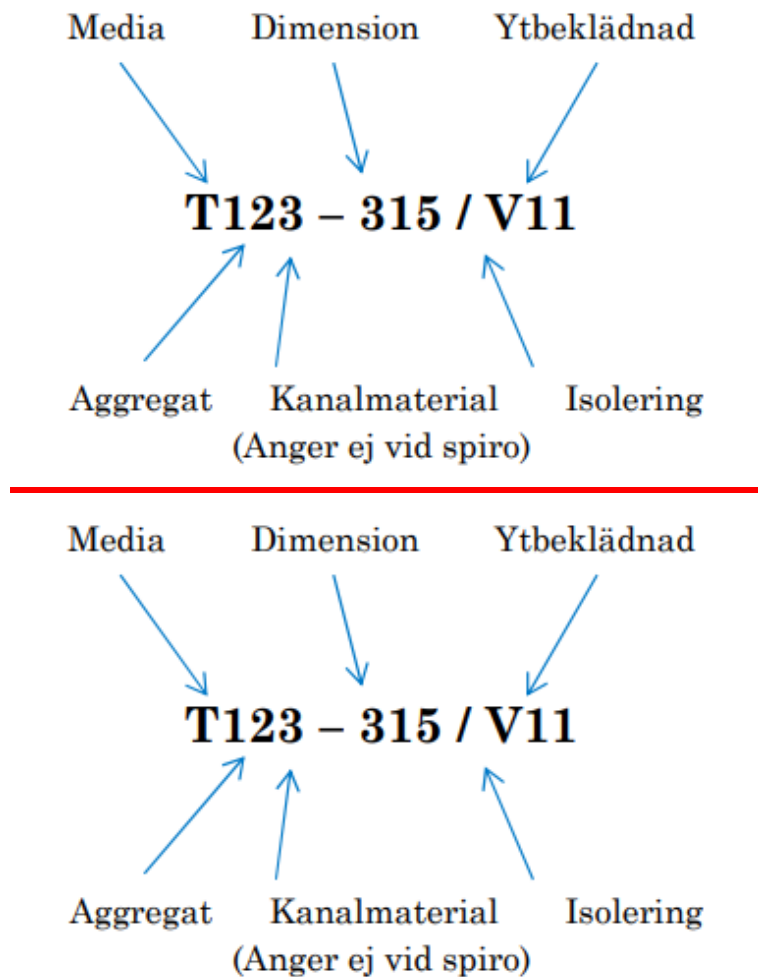 Media Dimension Ytbeklädnad
T123 – 315 / V11
Aggregat Kanalmaterial Isolering
(Anger ej vid spiro)
Media Dimension Ytbeklädnad
T123 – 315 / V11
Aggregat Kanalmaterial Isolering
(Anger ej vid spiro)